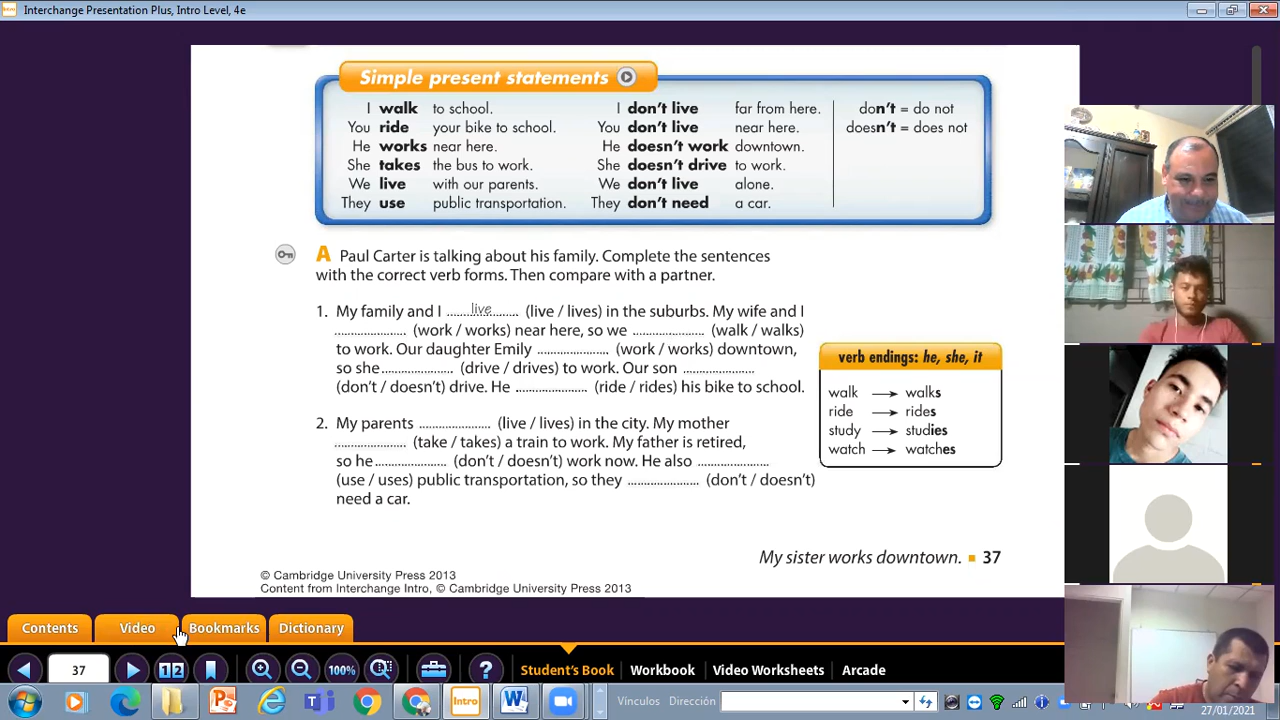 Interchange Presentation Plus, Intro Level, 4e
Simple present statements
I walk to school. I don't live far from here. don't = do not
You ride your bike to school. You don't live near here. doesn't = does not
He works near here. He doesn't work downtown.
She takes the bus to work. She doesn't drive to work.
We live with our parents. We don't live alone.
They use public transportation. They don't need a car.
A Paul Carter is talking about his family. Complete the sentences
with the correct verb forms. Then compare with a partner.
1. My family and I ........live........ (live / lives) in the suburbs. My wife and I
.................... (work / works) near here, so we .................... (walk / walks)
to work. Our daughter Emily .................... (work / works) downtown,
so she .................... (drive / drives) to work. Our son ....................
(don't / doesn't) drive. He .................... (ride / rides) his bike to school.
2. My parents .................... (live / lives) in the city. My mother
.................... (take / takes) a train to work. My father is retired,
so he .................... (don't / doesn't) work now. He also ....................
(use / uses) public transportation, so they .................... (don't / doesn't)
need a car.
verb endings: he, she, it
walk → walks
ride → rides
study → studies
watch → watches
My sister works downtown. ■ 37
© Cambridge University Press 2013
Content from Interchange Intro, © Cambridge University Press 2013
Contents Video Bookmarks Dictionary
37 12 100% Student's Book Workbook Video Worksheets Arcade
Intro Vínculos Dirección
27/01/2021